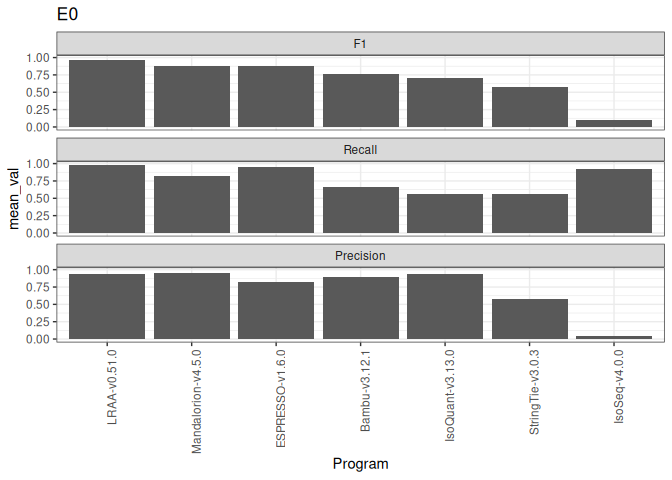 E0
F1
1.00
0.75
0.50
0.25
0.00
Recall
1.00
0.75
0.50
0.25
0.00
Precision
1.00
0.75
0.50
0.25
0.00
mean_val
LRAA-v0.51.0
Mandalorion-v4.5.0
ESPRESSO-v1.6.0
Bambu-v3.12.1
IsoQuant-v3.13.0
StringTie-v3.0.3
IsoSeq-v4.0.0
Program